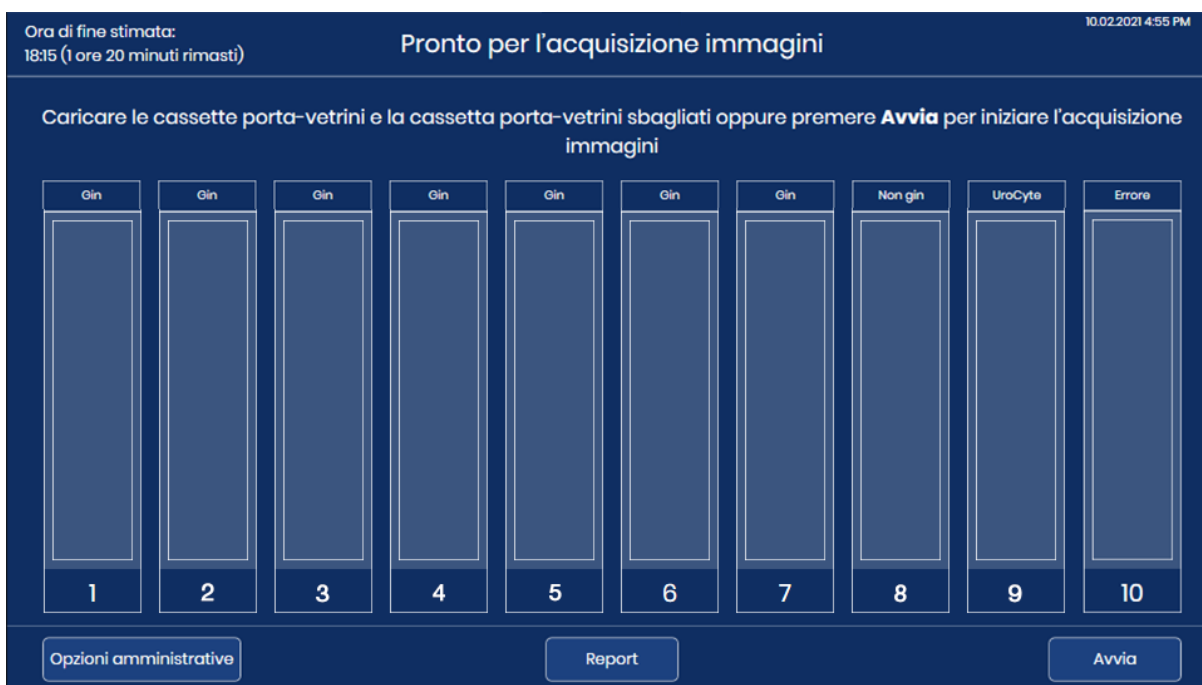 10.02.2021 4:55 PM
Ora di fine stimata:
18:15 (1 ore 20 minuti rimasti)
Pronto per l'acquisizione immagini
Caricare le cassette porta-vetrini e la cassetta porta-vetrini sbagliati oppure premere Avvia per iniziare l'acquisizione
immagini
Gin Gin Gin Gin Gin Gin Gin Non gin UroCyte Errore
1 2 3 4 5 6 7 8 9 10
Opzioni amministrative Report Avvia